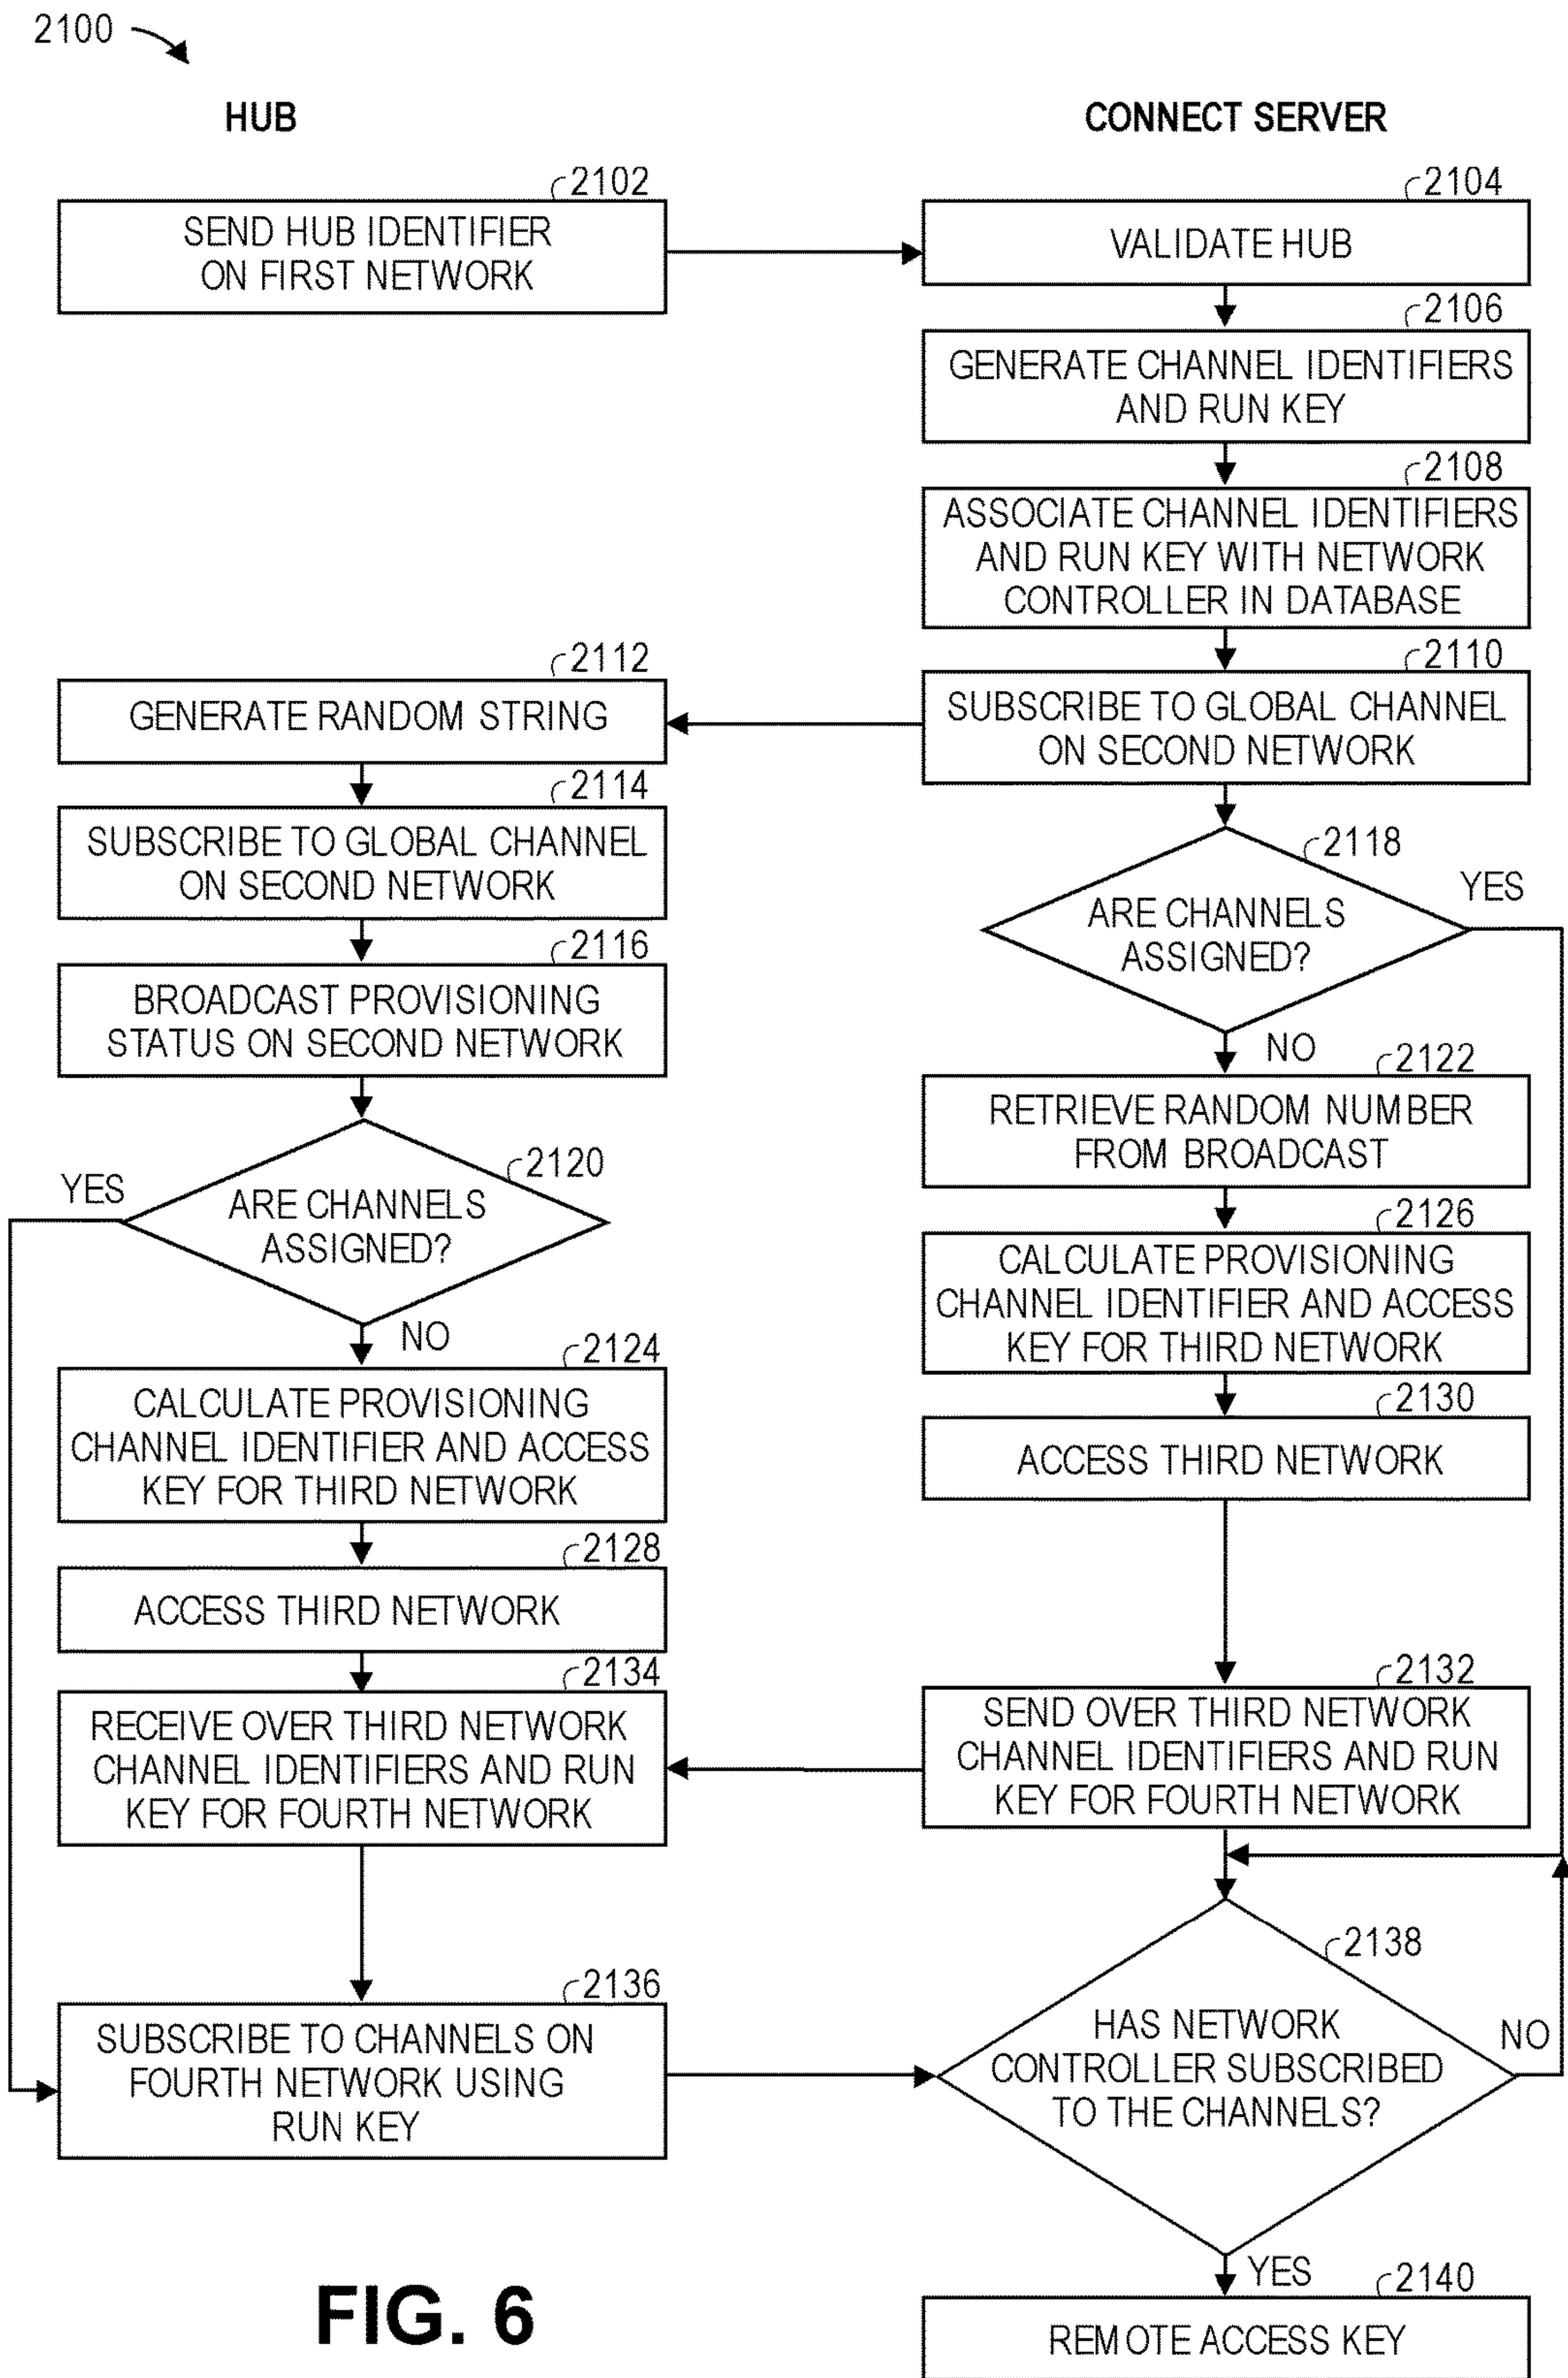 2100
HUB
CONNECT SERVER
2102
SEND HUB IDENTIFIER
ON FIRST NETWORK
2104
VALIDATE HUB
2106
GENERATE CHANNEL IDENTIFIERS
AND RUN KEY
2108
ASSOCIATE CHANNEL IDENTIFIERS
AND RUN KEY WITH NETWORK
CONTROLLER IN DATABASE
2110
SUBSCRIBE TO GLOBAL CHANNEL
ON SECOND NETWORK
2112
GENERATE RANDOM STRING
2114
SUBSCRIBE TO GLOBAL CHANNEL
ON SECOND NETWORK
2116
BROADCAST PROVISIONING
STATUS ON SECOND NETWORK
2118
ARE CHANNELS
ASSIGNED?
YES
NO
2120
ARE CHANNELS
ASSIGNED?
YES
NO
2122
RETRIEVE RANDOM NUMBER
FROM BROADCAST
2124
CALCULATE PROVISIONING
CHANNEL IDENTIFIER AND ACCESS
KEY FOR THIRD NETWORK
2126
CALCULATE PROVISIONING
CHANNEL IDENTIFIER AND ACCESS
KEY FOR THIRD NETWORK
2128
ACCESS THIRD NETWORK
2130
ACCESS THIRD NETWORK
2132
SEND OVER THIRD NETWORK
CHANNEL IDENTIFIERS AND RUN
KEY FOR FOURTH NETWORK
2134
RECEIVE OVER THIRD NETWORK
CHANNEL IDENTIFIERS AND RUN
KEY FOR FOURTH NETWORK
2136
SUBSCRIBE TO CHANNELS ON
FOURTH NETWORK USING
RUN KEY
2138
HAS NETWORK
CONTROLLER SUBSCRIBED
TO THE CHANNELS?
NO
YES
2140
REMOTE ACCESS KEY
FIG. 6